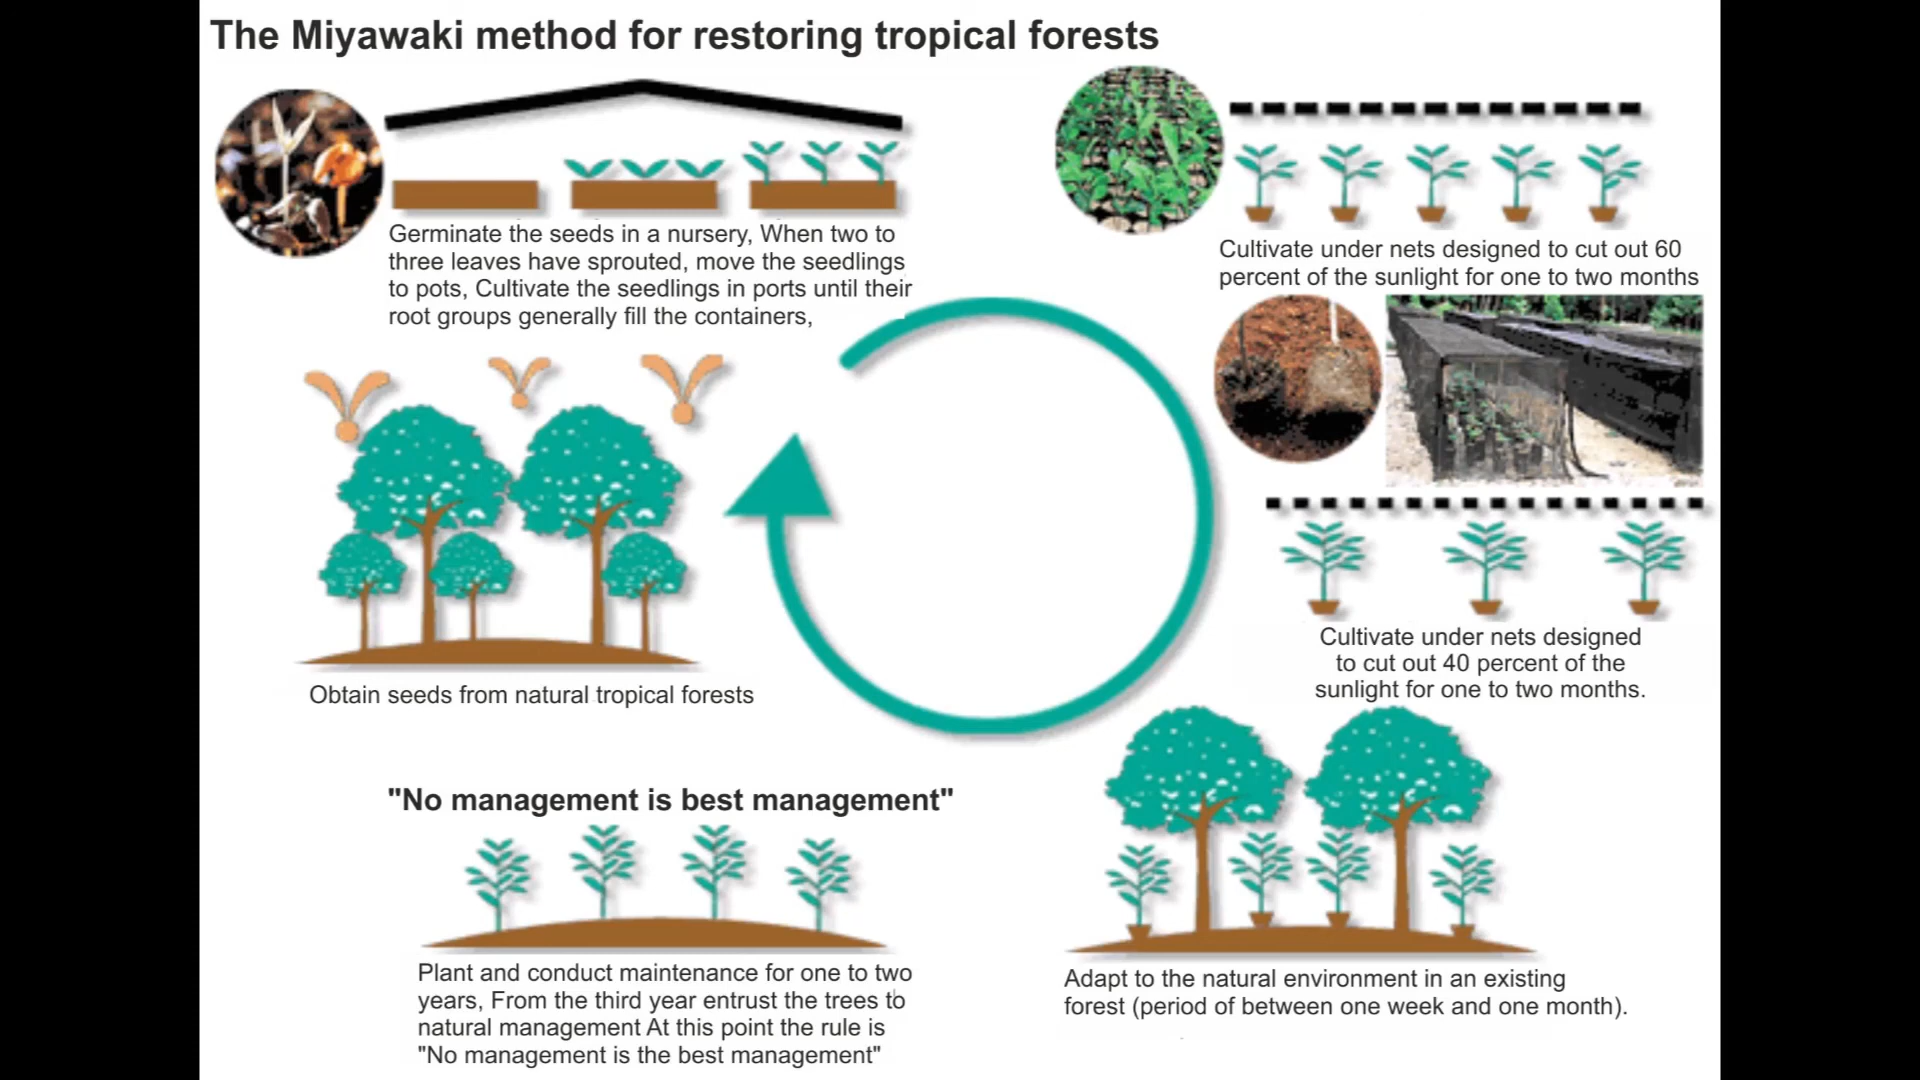 The Miyawaki method for restoring tropical forests
Germinate the seeds in a nursery, When two to
three leaves have sprouted, move the seedlings
to pots, Cultivate the seedlings in ports until their
root groups generally fill the containers,
Cultivate under nets designed to cut out 60
percent of the sunlight for one to two months
Cultivate under nets designed
to cut out 40 percent of the
sunlight for one to two months.
Adapt to the natural environment in an existing
forest (period of between one week and one month).
"No management is best management"
Plant and conduct maintenance for one to two
years, From the third year entrust the trees to
natural management At this point the rule is
"No management is the best management"
Obtain seeds from natural tropical forests